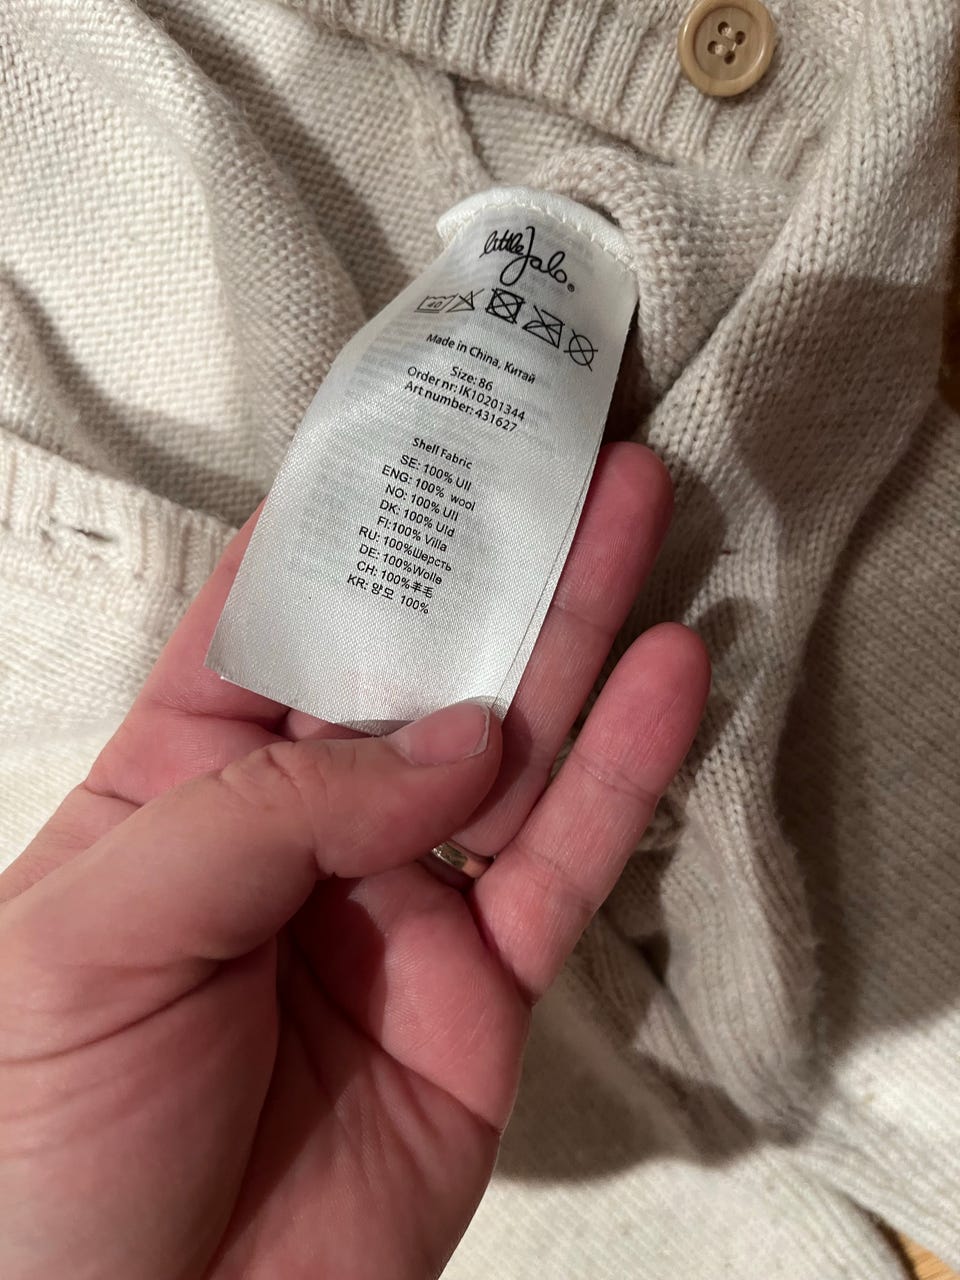 little Jalo®
40
Made in China, Китай
Size: 86
Order nr: IK10201344
Art number: 431627
Shell Fabric
SE: 100% Ull
ENG: 100% wool
NO: 100% Ull
DK: 100% Uld
FI:100% Villa
RU: 100%Шерсть
DE: 100%Wolle
CH: 100%羊毛
KR: 양모 100%